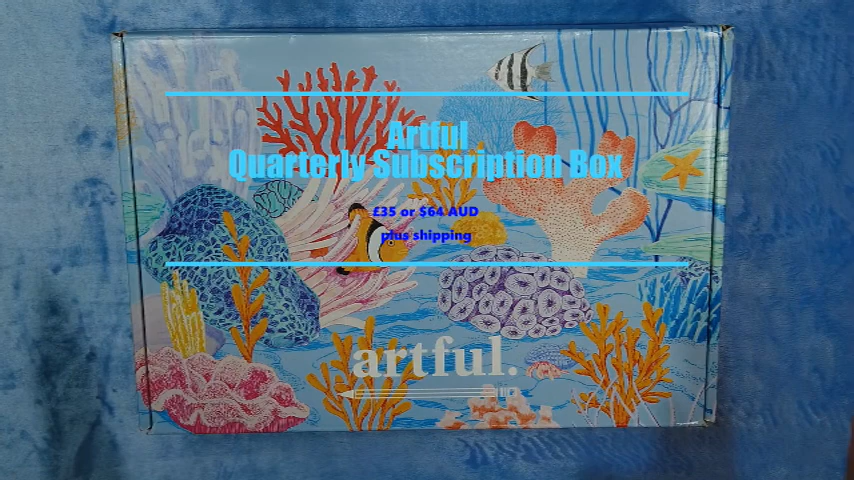 Artful
Quarterly Subscription Box
£35 or $64 AUD
plus shipping
artful.